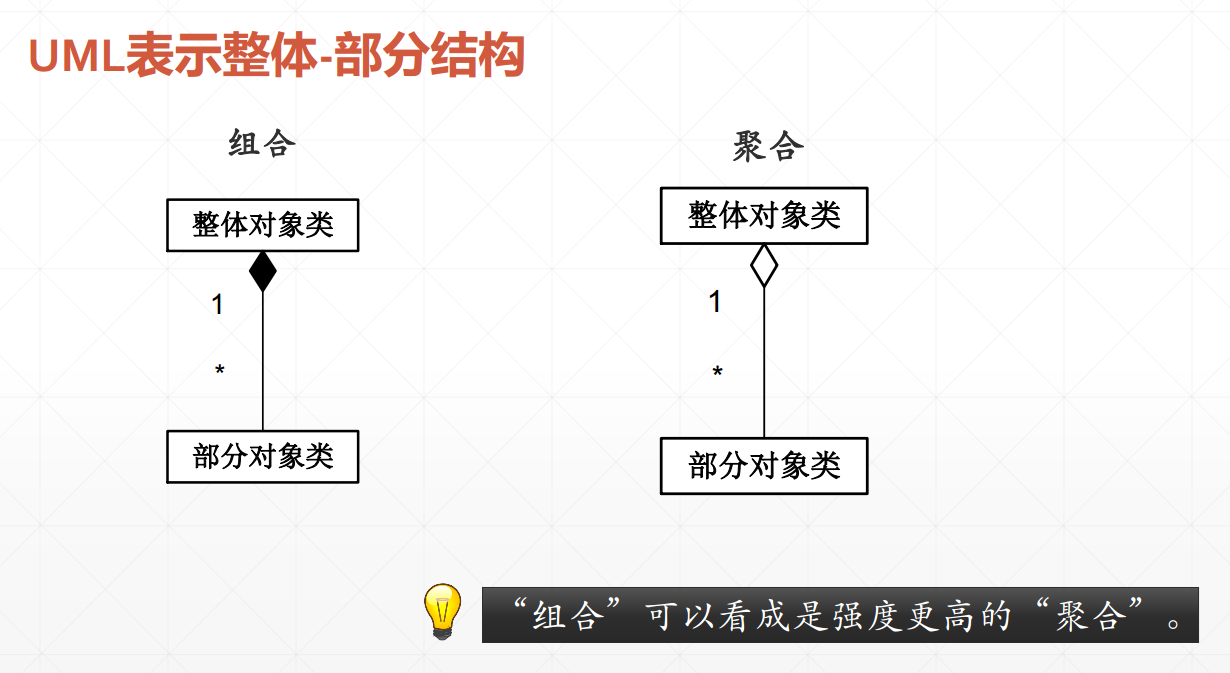 UML表示整体-部分结构
组合
聚合
整体对象类
整体对象类
1
1
*
*
部分对象类
部分对象类
“组合”可以看成是强度更高的“聚合”。